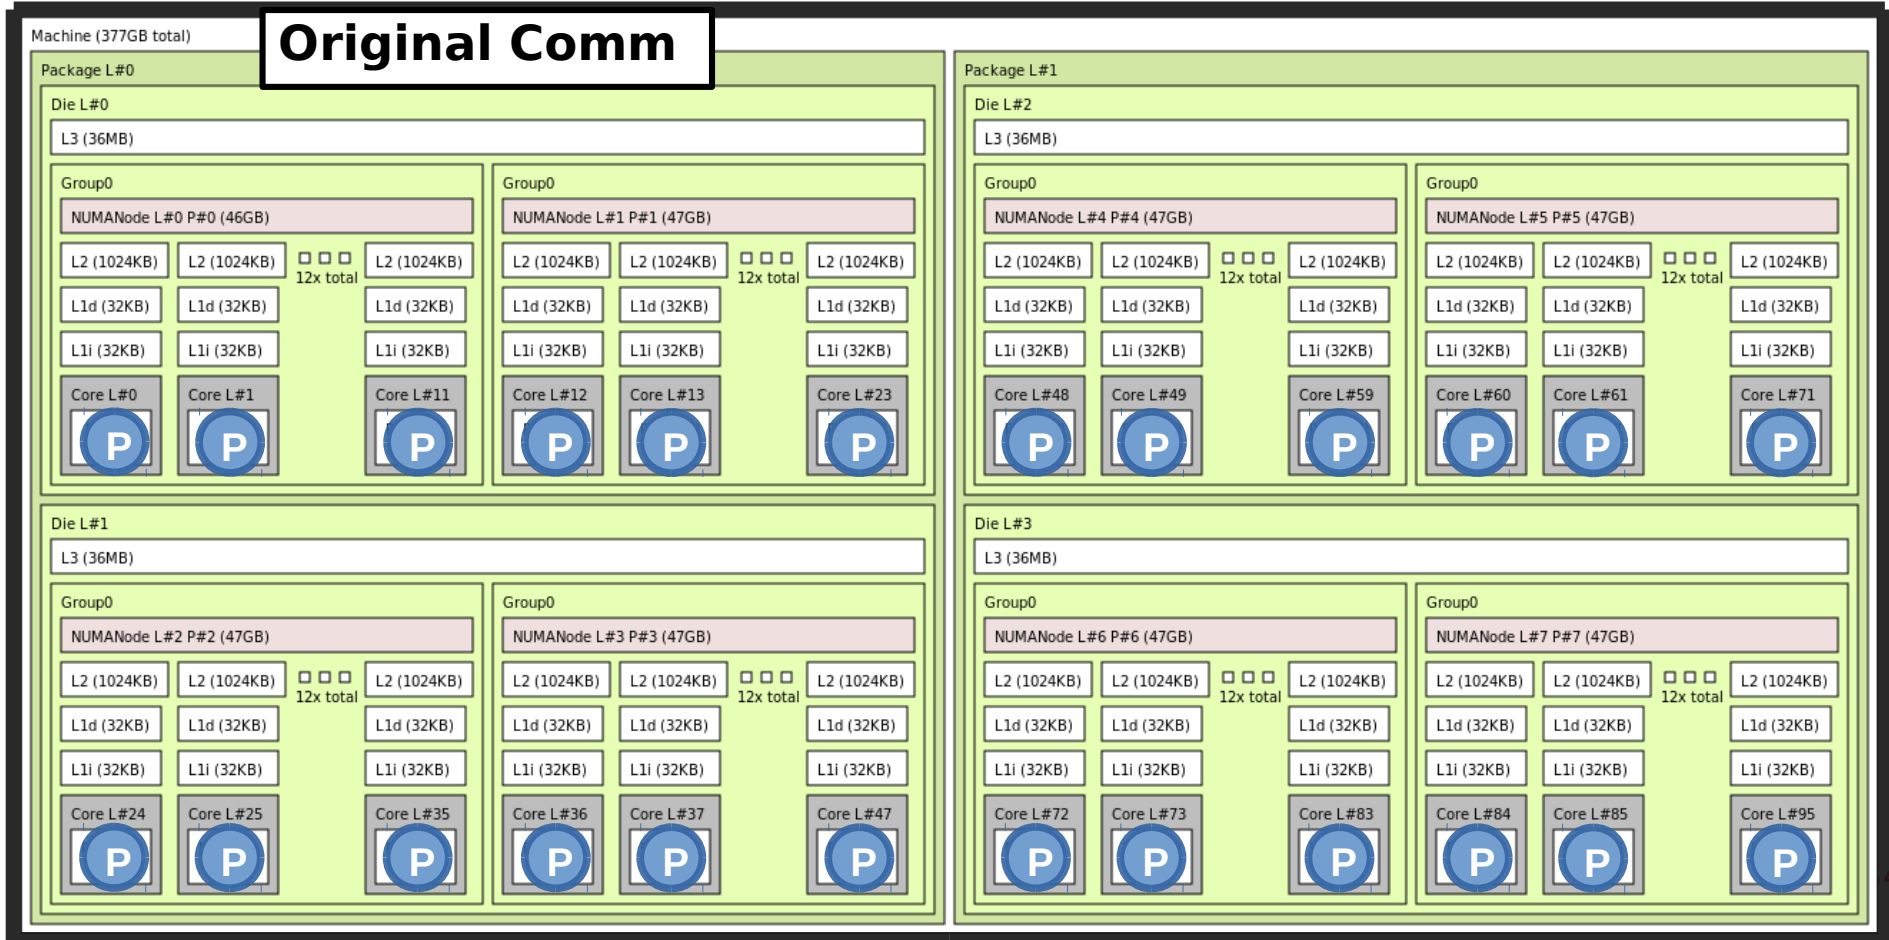 Original Comm
Machine (377GB total)
Package L#0
Die L#0
L3 (36MB)
Group0
NUMANode L#0 P#0 (46GB)
L2 (1024KB) L2 (1024KB) L2 (1024KB)
12x total
L1d (32KB) L1d (32KB) L1d (32KB)
L1i (32KB) L1i (32KB) L1i (32KB)
Core L#0 Core L#1 Core L#11
P P P
Group0
NUMANode L#1 P#1 (47GB)
L2 (1024KB) L2 (1024KB) L2 (1024KB)
12x total
L1d (32KB) L1d (32KB) L1d (32KB)
L1i (32KB) L1i (32KB) L1i (32KB)
Core L#12 Core L#13 Core L#23
P P P
Die L#1
L3 (36MB)
Group0
NUMANode L#2 P#2 (47GB)
L2 (1024KB) L2 (1024KB) L2 (1024KB)
12x total
L1d (32KB) L1d (32KB) L1d (32KB)
L1i (32KB) L1i (32KB) L1i (32KB)
Core L#24 Core L#25 Core L#35
P P P
Group0
NUMANode L#3 P#3 (47GB)
L2 (1024KB) L2 (1024KB) L2 (1024KB)
12x total
L1d (32KB) L1d (32KB) L1d (32KB)
L1i (32KB) L1i (32KB) L1i (32KB)
Core L#36 Core L#37 Core L#47
P P P
Package L#1
Die L#2
L3 (36MB)
Group0
NUMANode L#4 P#4 (47GB)
L2 (1024KB) L2 (1024KB) L2 (1024KB)
12x total
L1d (32KB) L1d (32KB) L1d (32KB)
L1i (32KB) L1i (32KB) L1i (32KB)
Core L#48 Core L#49 Core L#59
P P P
Group0
NUMANode L#5 P#5 (47GB)
L2 (1024KB) L2 (1024KB) L2 (1024KB)
12x total
L1d (32KB) L1d (32KB) L1d (32KB)
L1i (32KB) L1i (32KB) L1i (32KB)
Core L#60 Core L#61 Core L#71
P P P
Die L#3
L3 (36MB)
Group0
NUMANode L#6 P#6 (47GB)
L2 (1024KB) L2 (1024KB) L2 (1024KB)
12x total
L1d (32KB) L1d (32KB) L1d (32KB)
L1i (32KB) L1i (32KB) L1i (32KB)
Core L#72 Core L#73 Core L#83
P P P
Group0
NUMANode L#7 P#7 (47GB)
L2 (1024KB) L2 (1024KB) L2 (1024KB)
12x total
L1d (32KB) L1d (32KB) L1d (32KB)
L1i (32KB) L1i (32KB) L1i (32KB)
Core L#84 Core L#85 Core L#95
P P P